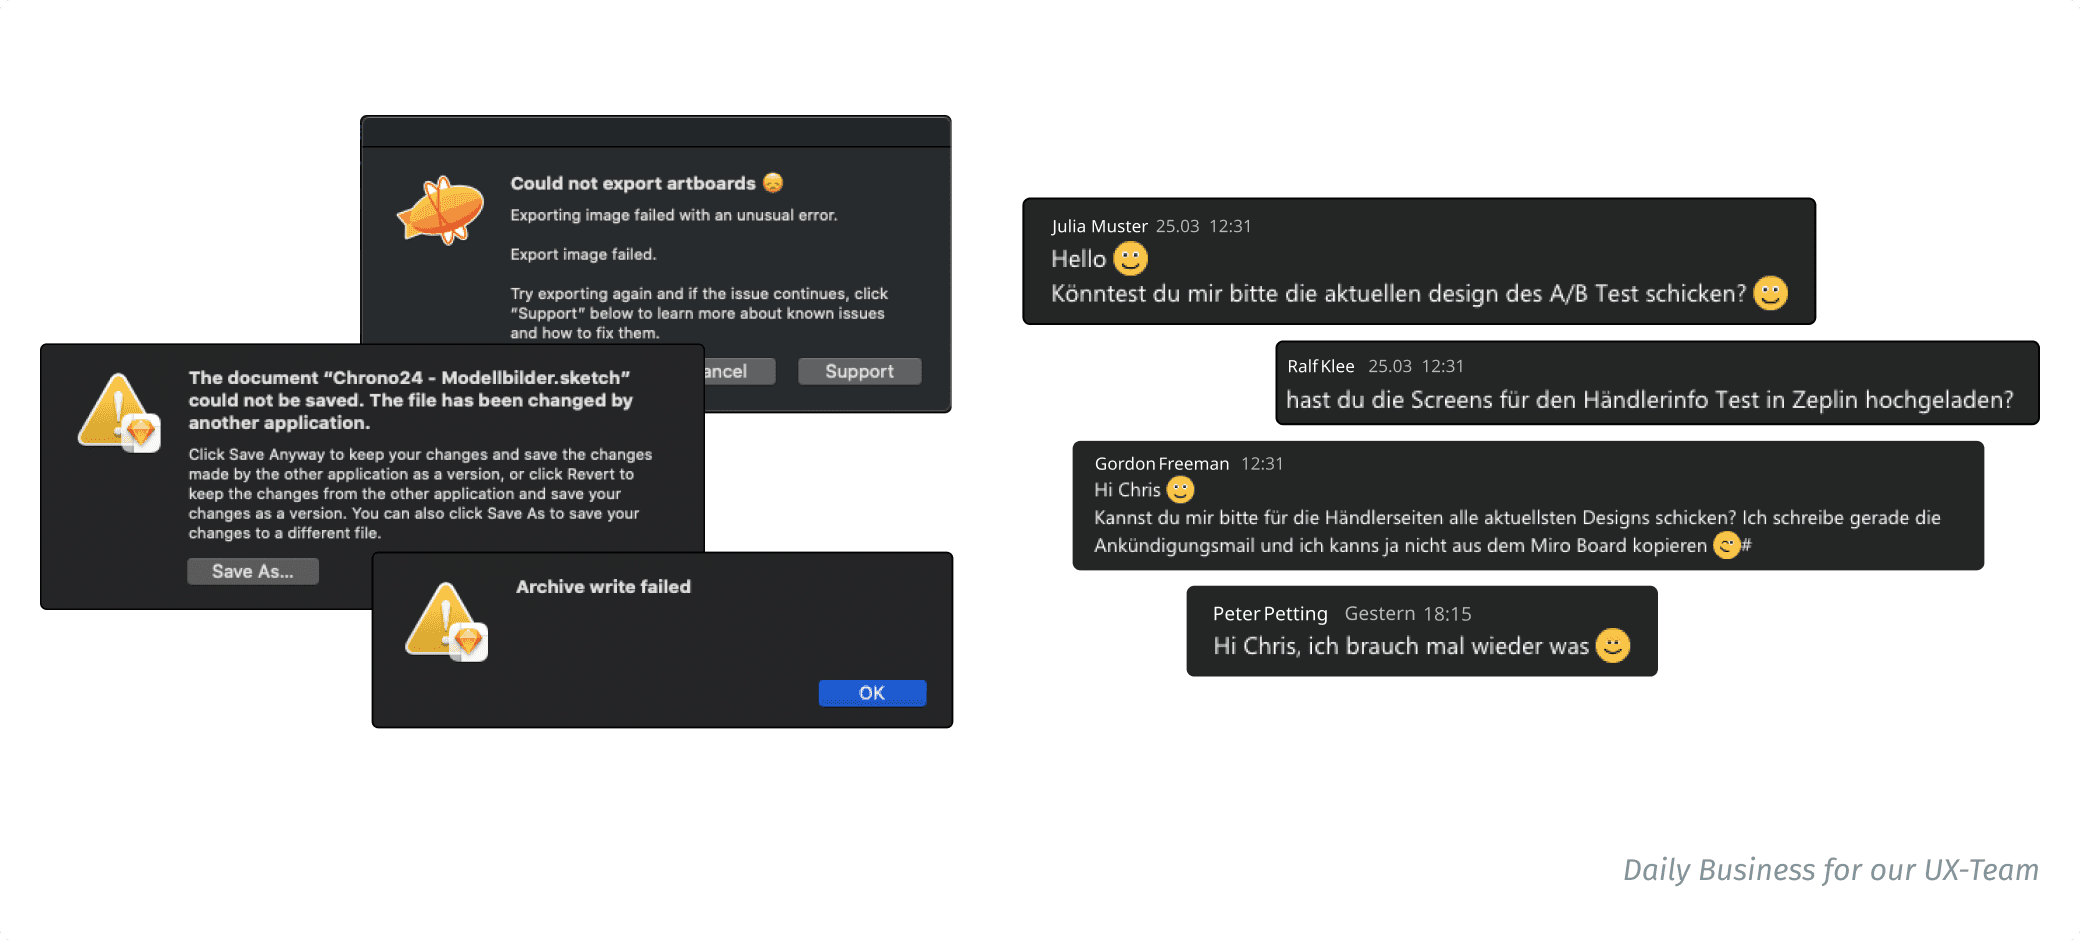 Could not export artboards 😞
Exporting image failed with an unusual error.
Export image failed.
Try exporting again and if the issue continues, click
“Support” below to learn more about known issues
and how to fix them.
Support
The document “Chrono24 - Modellbilder.sketch”
could not be saved. The file has been changed by
another application.
Click Save Anyway to keep your changes and save the changes
made by the other application as a version, or click Revert to
keep the changes from the other application and save your
changes as a version. You can also click Save As to save your
changes to a different file.
Save As...
Archive write failed
OK
Julia Muster 25.03 12:31
Hello 🙂
Könntest du mir bitte die aktuellen design des A/B Test schicken? 🙂
Ralf Klee 25.03 12:31
hast du die Screens für den Händlerinfo Test in Zeplin hochgeladen?
Gordon Freeman 12:31
Hi Chris 🙂
Kannst du mir bitte für die Händlerseiten alle aktuellsten Designs schicken? Ich schreibe gerade die
Ankündigungsmail und ich kanns ja nicht aus dem Miro Board kopieren 😉#
Peter Petting Gestern 18:15
Hi Chris, ich brauch mal wieder was 🙂
Daily Business for our UX-Team